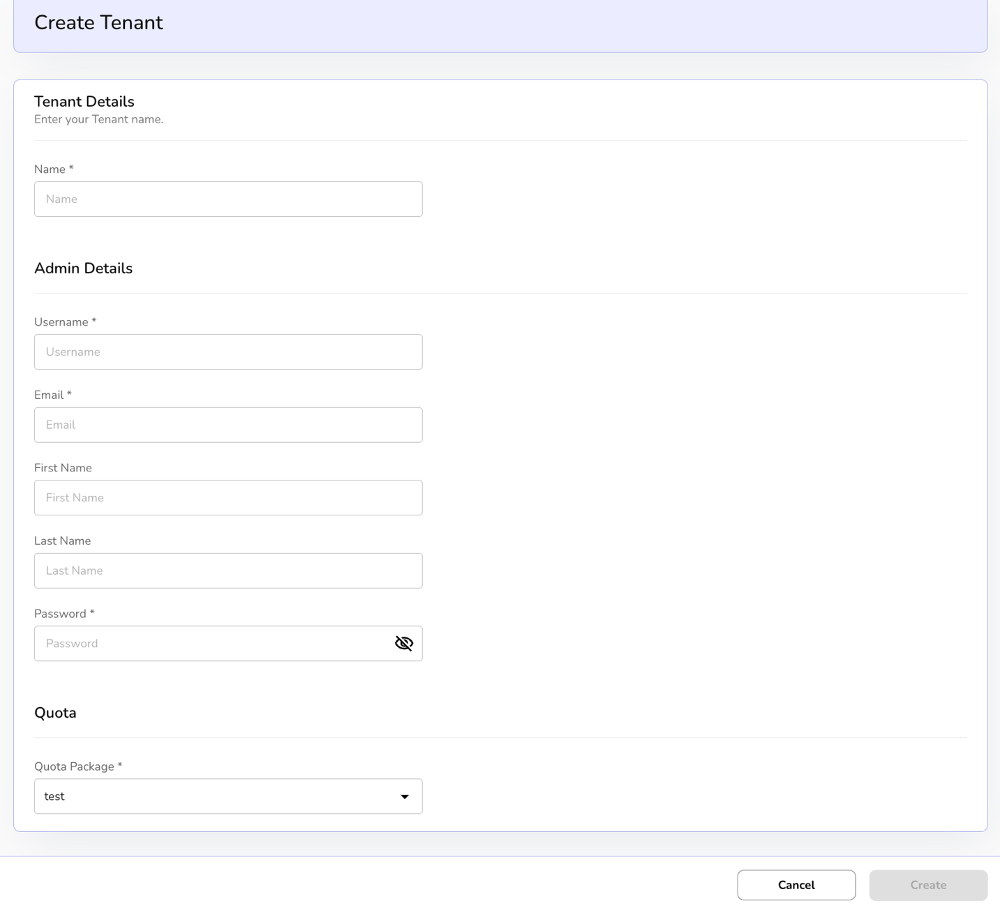 Create Tenant
Tenant Details
Enter your Tenant name.
Name *
Name
Admin Details
Username *
Username
Email *
Email
First Name
First Name
Last Name
Last Name
Password *
Password
Quota
Quota Package *
test
Cancel
Create